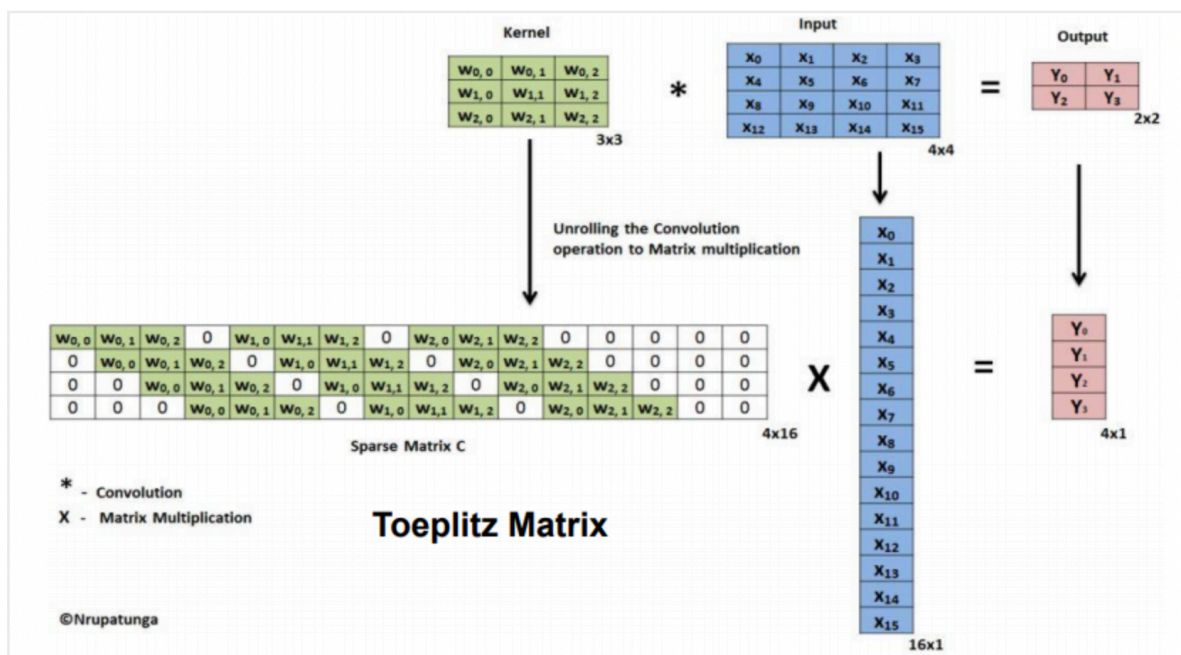 Kernel
Input
Output
W0, 0 W0, 1 W0, 2
W1, 0 W1,1 W1, 2
W2, 0 W2, 1 W2, 2
3x3
*
X0 X1 X2 X3
X4 X5 X6 X7
X8 X9 X10 X11
X12 X13 X14 X15
4x4
=
Y0 Y1
Y2 Y3
2x2
Unrolling the Convolution
operation to Matrix multiplication
W0, 0 W0, 1 W0, 2 0 W1, 0 W1,1 W1, 2 0 W2, 0 W2, 1 W2, 2 0 0 0 0 0
0 W0, 0 W0, 1 W0, 2 0 W1, 0 W1,1 W1, 2 0 W2, 0 W2, 1 W2, 2 0 0 0 0
0 0 W0, 0 W0, 1 W0, 2 0 W1, 0 W1,1 W1, 2 0 W2, 0 W2, 1 W2, 2 0 0 0
0 0 0 W0, 0 W0, 1 W0, 2 0 W1, 0 W1,1 W1, 2 0 W2, 0 W2, 1 W2, 2 0 0
4x16
Sparse Matrix C
X
X0
X1
X2
X3
X4
X5
X6
X7
X8
X9
X10
X11
X12
X13
X14
X15
16x1
=
Y0
Y1
Y2
Y3
4x1
* - Convolution
X - Matrix Multiplication
Toeplitz Matrix
©Nrupatunga